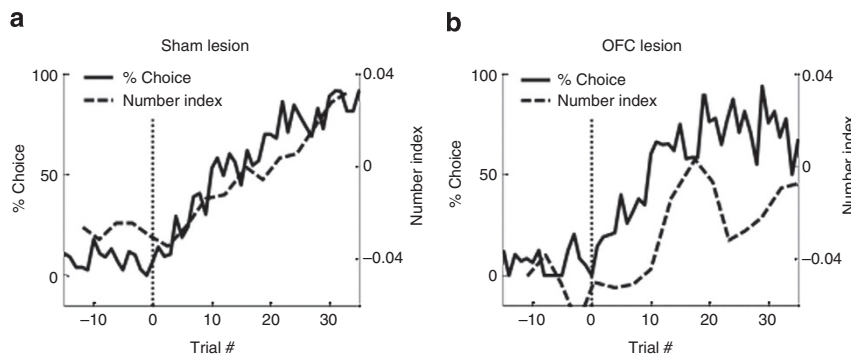 a
Sham lesion
100
50
0
% Choice
% Choice
Number index
0.04
0
−0.04
Number index
−10 0 10 20 30
Trial #
b
OFC lesion
100
50
0
% Choice
% Choice
Number index
0.04
0
−0.04
Number index
−10 0 10 20 30
Trial #